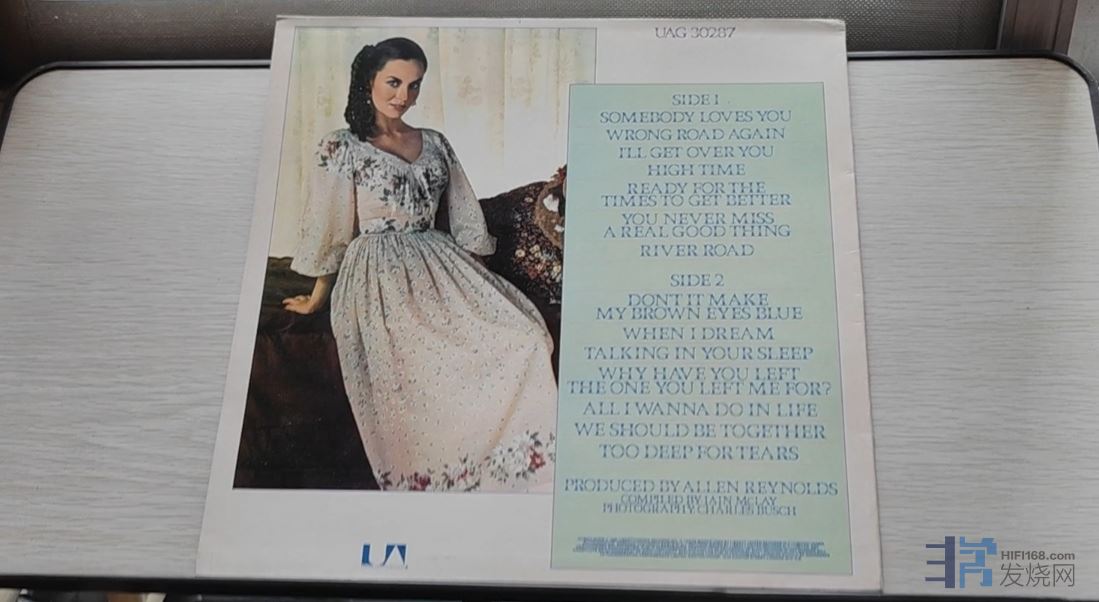 UAG 30287
SIDE 1
SOMEBODY LOVES YOU
WRONG ROAD AGAIN
I'LL GET OVER YOU
HIGH TIME
READY FOR THE
TIMES TO GET BETTER
YOU NEVER MISS
A REAL GOOD THING
RIVER ROAD
SIDE 2
DON'T IT MAKE
MY BROWN EYES BLUE
WHEN I DREAM
TALKING IN YOUR SLEEP
WHY HAVE YOU LEFT
THE ONE YOU LEFT ME FOR?
ALL I WANNA DO IN LIFE
WE SHOULD BE TOGETHER
TOO DEEP FOR TEARS
PRODUCED BY ALLEN REYNOLDS
COMPILED BY IAIN McLAY
PHOTOGRAPHY: CHARLES BUSCH
UA
HIFI168.com
发烧网